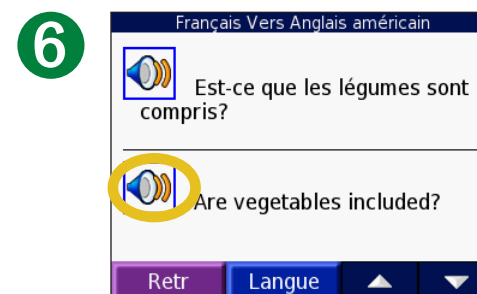 6
Français Vers Anglais américain
Est-ce que les légumes sont
compris?
Are vegetables included?
Retr
Langue